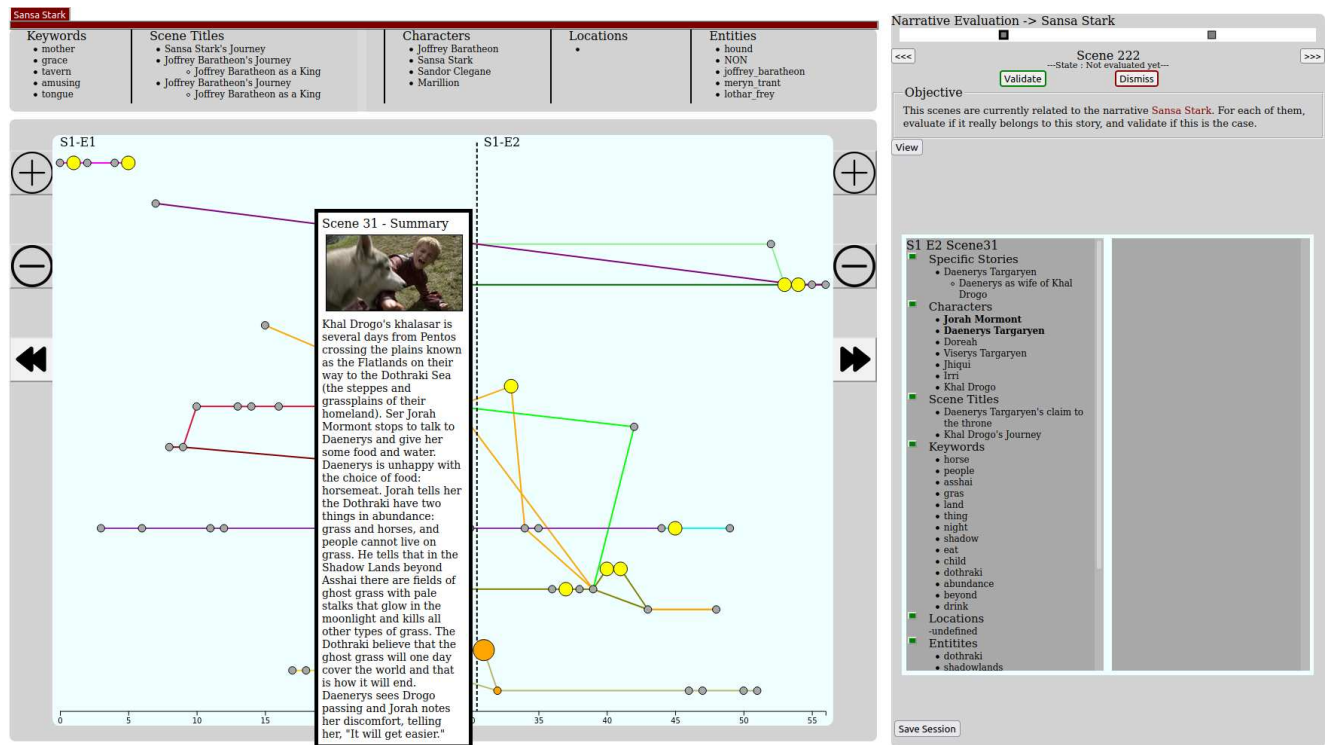 Sansa Stark
Keywords
mother
grace
tavern
amusing
tongue
Scene Titles
Sansa Stark's Journey
Joffrey Baratheon's Journey
Joffrey Baratheon as a King
Joffrey Baratheon's Journey
Joffrey Baratheon as a King
Characters
Joffrey Baratheon
Sansa Stark
Sandor Clegane
Marillion
Locations
Entities
hound
NON
joffrey_baratheon
meryn_trant
lothar_frey
S1-E1
S1-E2
Scene 31 - Summary
Khal Drogo's khalasar is
several days from Pentos
crossing the plains known
as the Flatlands on their
way to the Dothraki Sea
(the steppes and
grassplains of their
homeland). Ser Jorah
Mormont stops to talk to
Daenerys and give her
some food and water.
Daenerys is unhappy with
the choice of food:
horsemeat. Jorah tells her
the Dothraki have two
things in abundance:
grass and horses, and
people cannot live on
grass. He tells that in the
Shadow Lands beyond
Asshai there are fields of
ghost grass with pale
stalks that glow in the
moonlight and kills all
other types of grass. The
Dothraki believe that the
ghost grass will one day
cover the world and that
is how it will end.
Daenerys sees Drogo
passing and Jorah notes
her discomfort, telling
her, "It will get easier."
0 5 10 15 0 35 40 45 50 55
Narrative Evaluation -> Sansa Stark
<<<
Scene 222
>>>
---State : Not evaluated yet---
Validate
Dismiss
Objective
This scenes are currently related to the narrative Sansa Stark. For each of them,
evaluate if it really belongs to this story, and validate if this is the case.
View
S1 E2 Scene31
Specific Stories
Daenerys Targaryen
Daenerys as wife of Khal
Drogo
Characters
Jorah Mormont
Daenerys Targaryen
Doreah
Viserys Targaryen
Jhiqui
Irri
Khal Drogo
Scene Titles
Daenerys Targaryen's claim to
the throne
Khal Drogo's Journey
Keywords
horse
people
asshai
gras
land
thing
night
shadow
eat
child
dothraki
abundance
beyond
drink
Locations
-undefined
Entitites
dothraki
shadowlands
Save Session